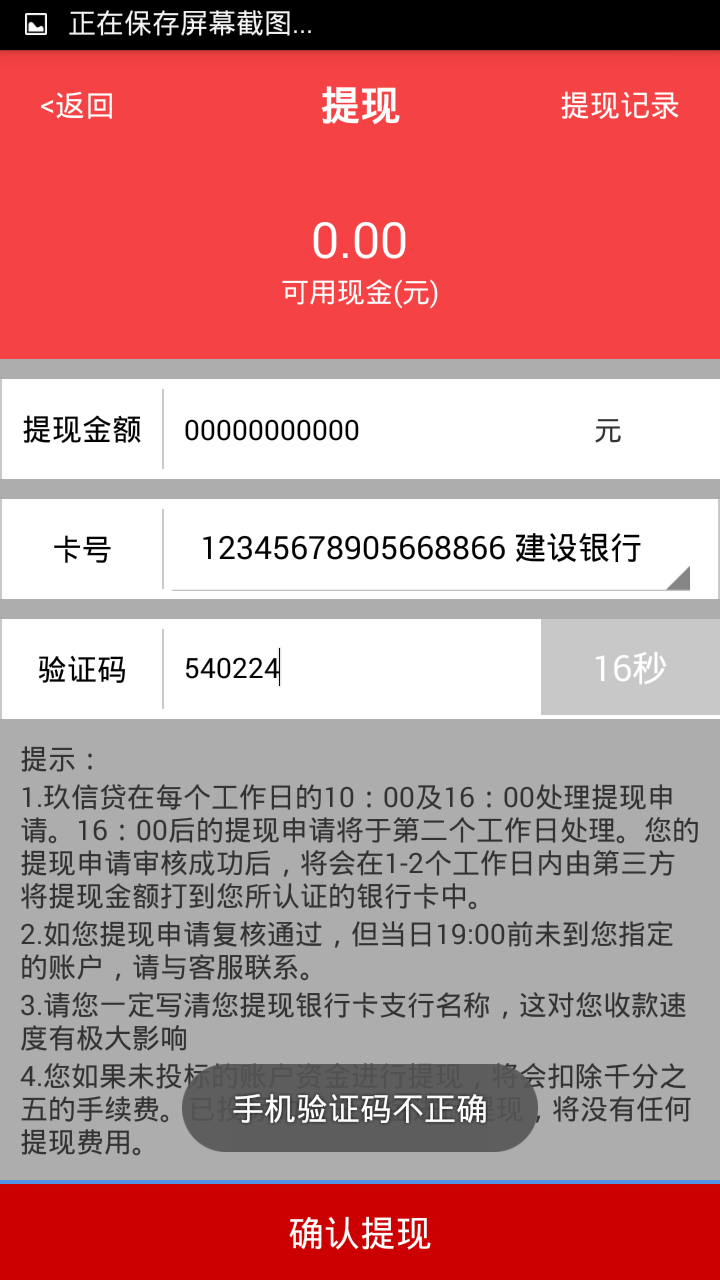 正在保存屏幕截图...
<返回 提现 提现记录
0.00
可用现金(元)
提现金额 00000000000 元
卡号 12345678905668866 建设银行
验证码 540224 16秒
提示：
1.玖信贷在每个工作日的10：00及16：00处理提现申
请。16：00后的提现申请将于第二个工作日处理。您的
提现申请审核成功后，将会在1-2个工作日内由第三方
将提现金额打到您所认证的银行卡中。
2.如您提现申请复核通过，但当日19:00前未到您指定
的账户，请与客服联系。
3.请您一定写清您提现银行卡支行名称，这对您收款速
度有极大影响
4.您如果未投标的账户资金进行提现，将会扣除千分之
五的手续费。已投 提现，将没有任何
提现费用。
手机验证码不正确
确认提现